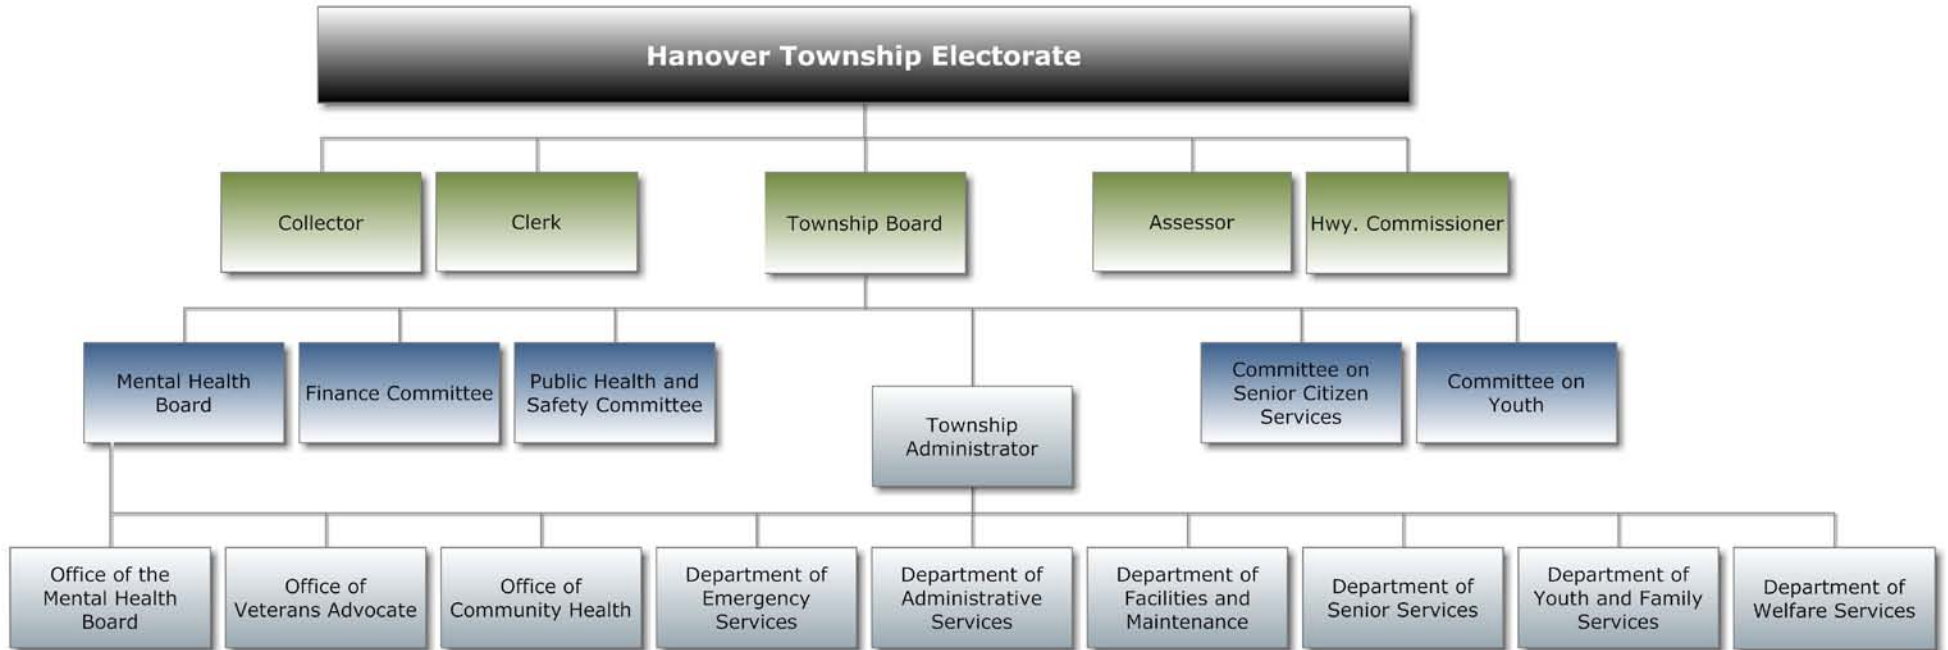 Hanover Township Electorate
Collector
Clerk
Township Board
Assessor
Hwy. Commissioner
Mental Health
Board
Finance Committee
Public Health and
Safety Committee
Township
Administrator
Committee on
Senior Citizen
Services
Committee on
Youth
Office of the
Mental Health
Board
Office of
Veterans Advocate
Office of
Community Health
Department of
Emergency
Services
Department of
Administrative
Services
Department of
Facilities and
Maintenance
Department of
Senior Services
Department of
Youth and Family
Services
Department of
Welfare Services